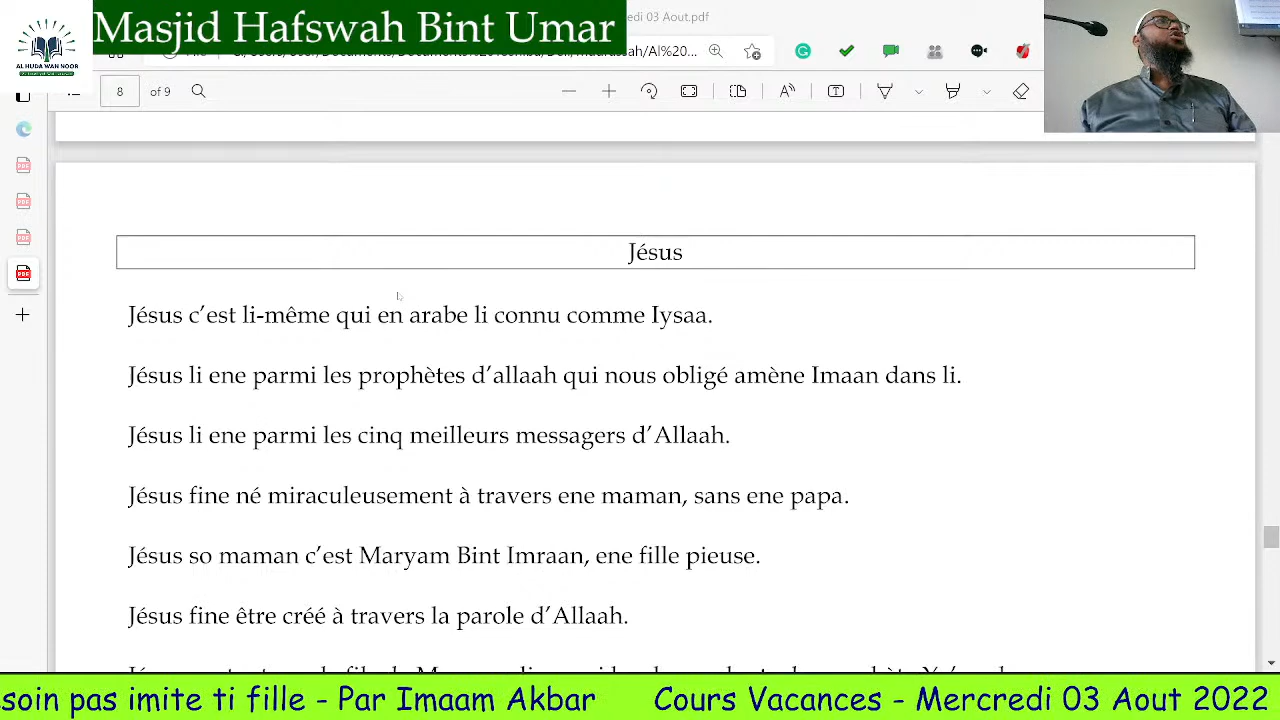 Masjid Hafswah Bint Umar
di 03 Aout.pdf
AL HUDA WAN NOOR
8 of 9
Jésus
Jésus c’est li-même qui en arabe li connu comme Iysaa.
Jésus li ene parmi les prophètes d’allaah qui nous obligé amène Imaan dans li.
Jésus li ene parmi les cinq meilleurs messagers d’Allaah.
Jésus fine né miraculeusement à travers ene maman, sans ene papa.
Jésus so maman c’est Maryam Bint Imraan, ene fille pieuse.
Jésus fine être créé à travers la parole d’Allaah.
soin pas imite ti fille - Par Imaam Akbar Cours Vacances - Mercredi 03 Aout 2022